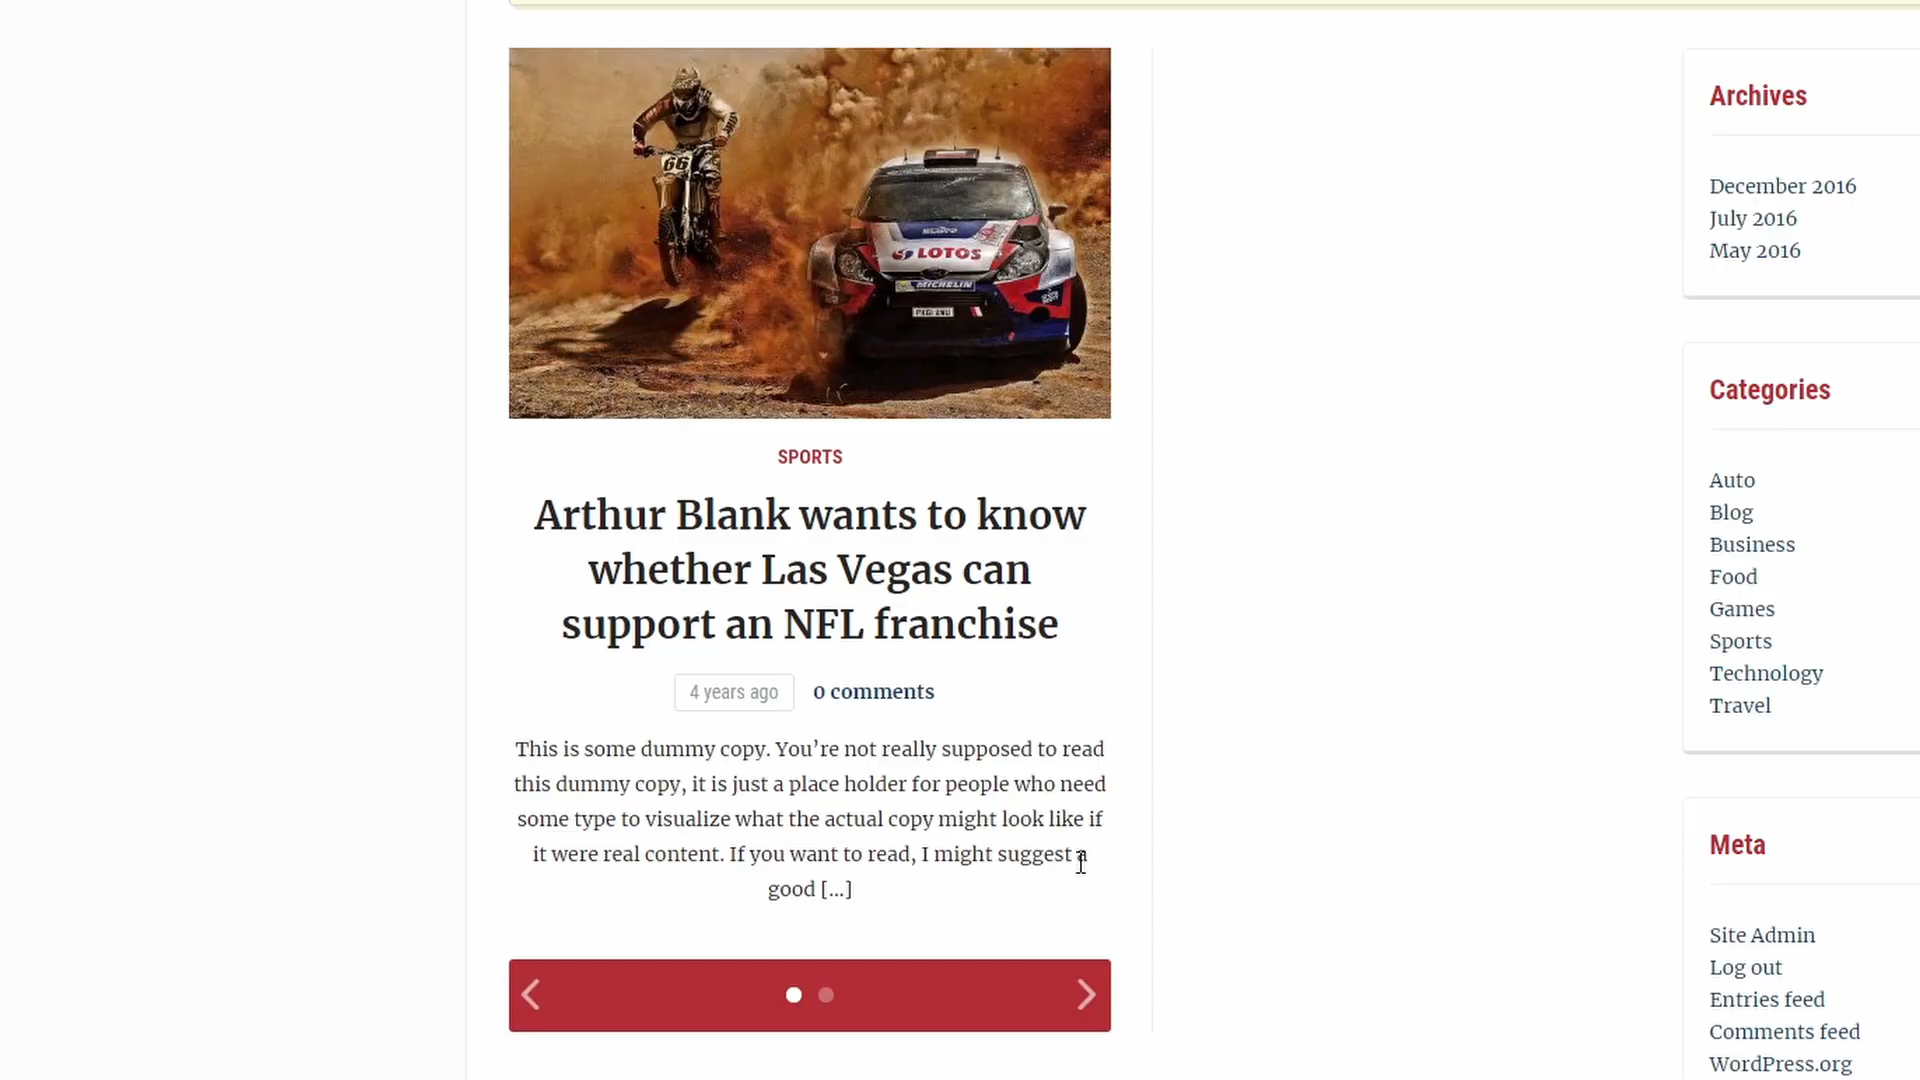 66
LOTOS
MICHELIN
SPORTS
Arthur Blank wants to know
whether Las Vegas can
support an NFL franchise
4 years ago 0 comments
This is some dummy copy. You’re not really supposed to read
this dummy copy, it is just a place holder for people who need
some type to visualize what the actual copy might look like if
it were real content. If you want to read, I might suggest a
good [...]
Archives
December 2016
July 2016
May 2016
Categories
Auto
Blog
Business
Food
Games
Sports
Technology
Travel
Meta
Site Admin
Log out
Entries feed
Comments feed
WordPress.org